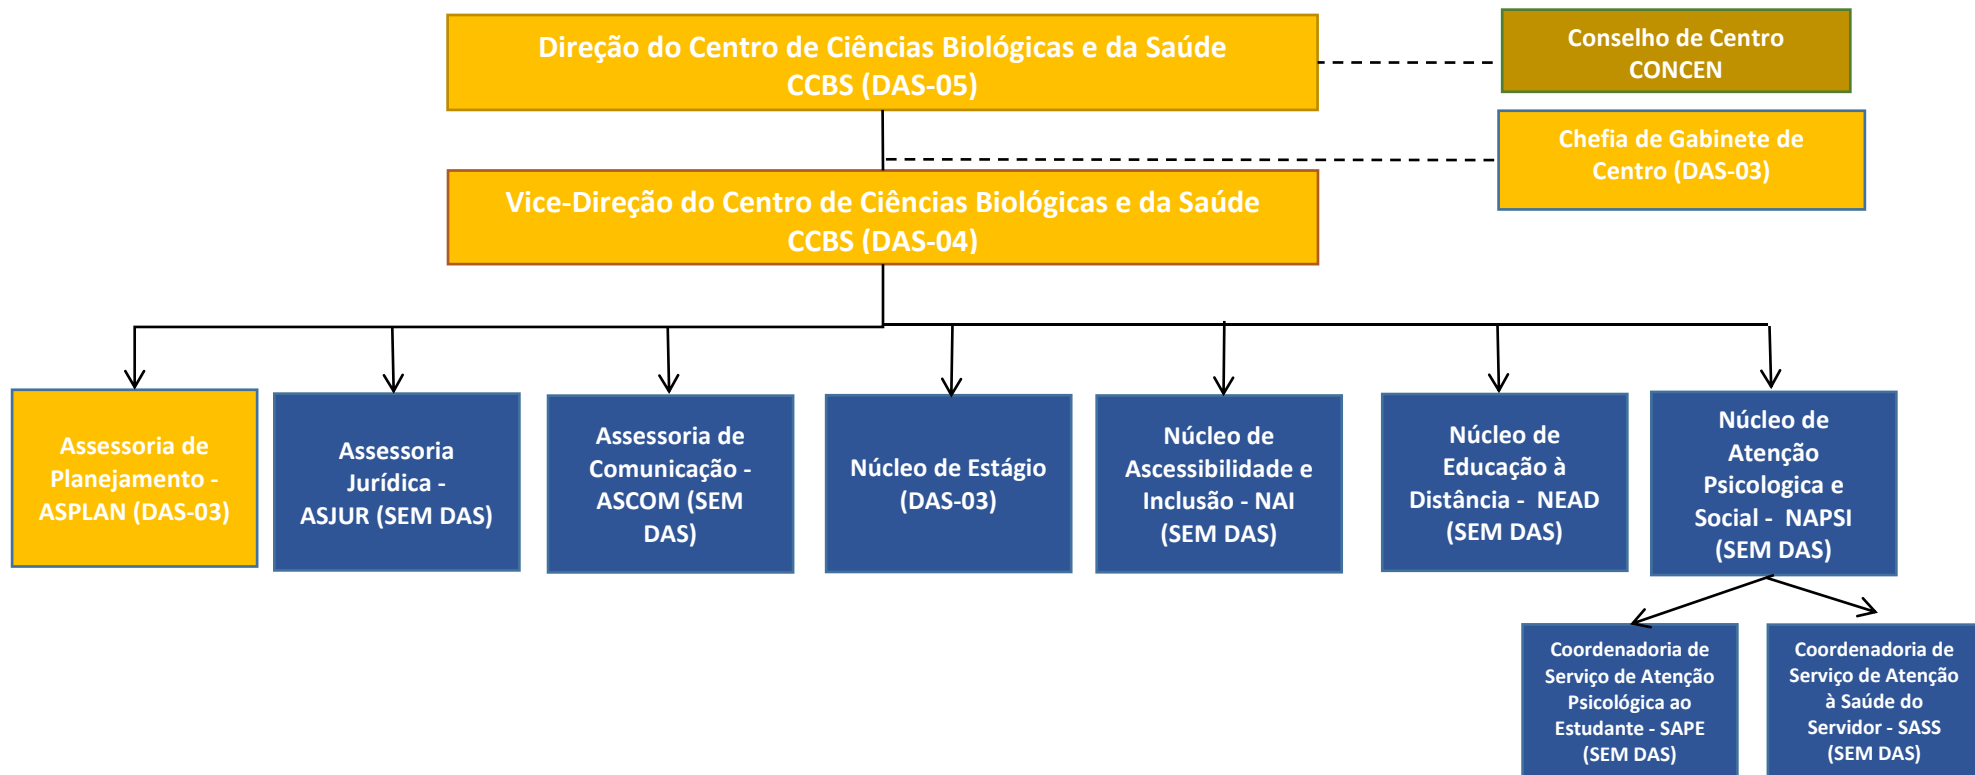 Direção do Centro de Ciências Biológicas e da Saúde
CCBS (DAS-05)
Conselho de Centro
CONCEN
Chefia de Gabinete de
Centro (DAS-03)
Vice-Direção do Centro de Ciências Biológicas e da Saúde
CCBS (DAS-04)
Assessoria de
Planejamento -
ASPLAN (DAS-03)
Assessoria
Jurídica -
ASJUR (SEM DAS)
Assessoria de
Comunicação -
ASCOM (SEM
DAS)
Núcleo de Estágio
(DAS-03)
Núcleo de
Ascessibilidade e
Inclusão - NAI
(SEM DAS)
Núcleo de
Educação à
Distância - NEAD
(SEM DAS)
Núcleo de
Atenção
Psicologica e
Social - NAPSI
(SEM DAS)
Coordenadoria de
Serviço de Atenção
Psicológica ao
Estudante - SAPE
(SEM DAS)
Coordenadoria de
Serviço de Atenção
à Saúde do
Servidor - SASS
(SEM DAS)